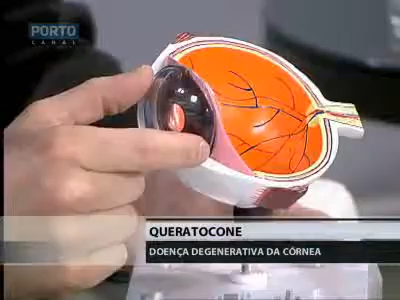 PORTO
CANAL
QUERATOCONE
DOENÇA DEGENERATIVA DA CÓRNEA